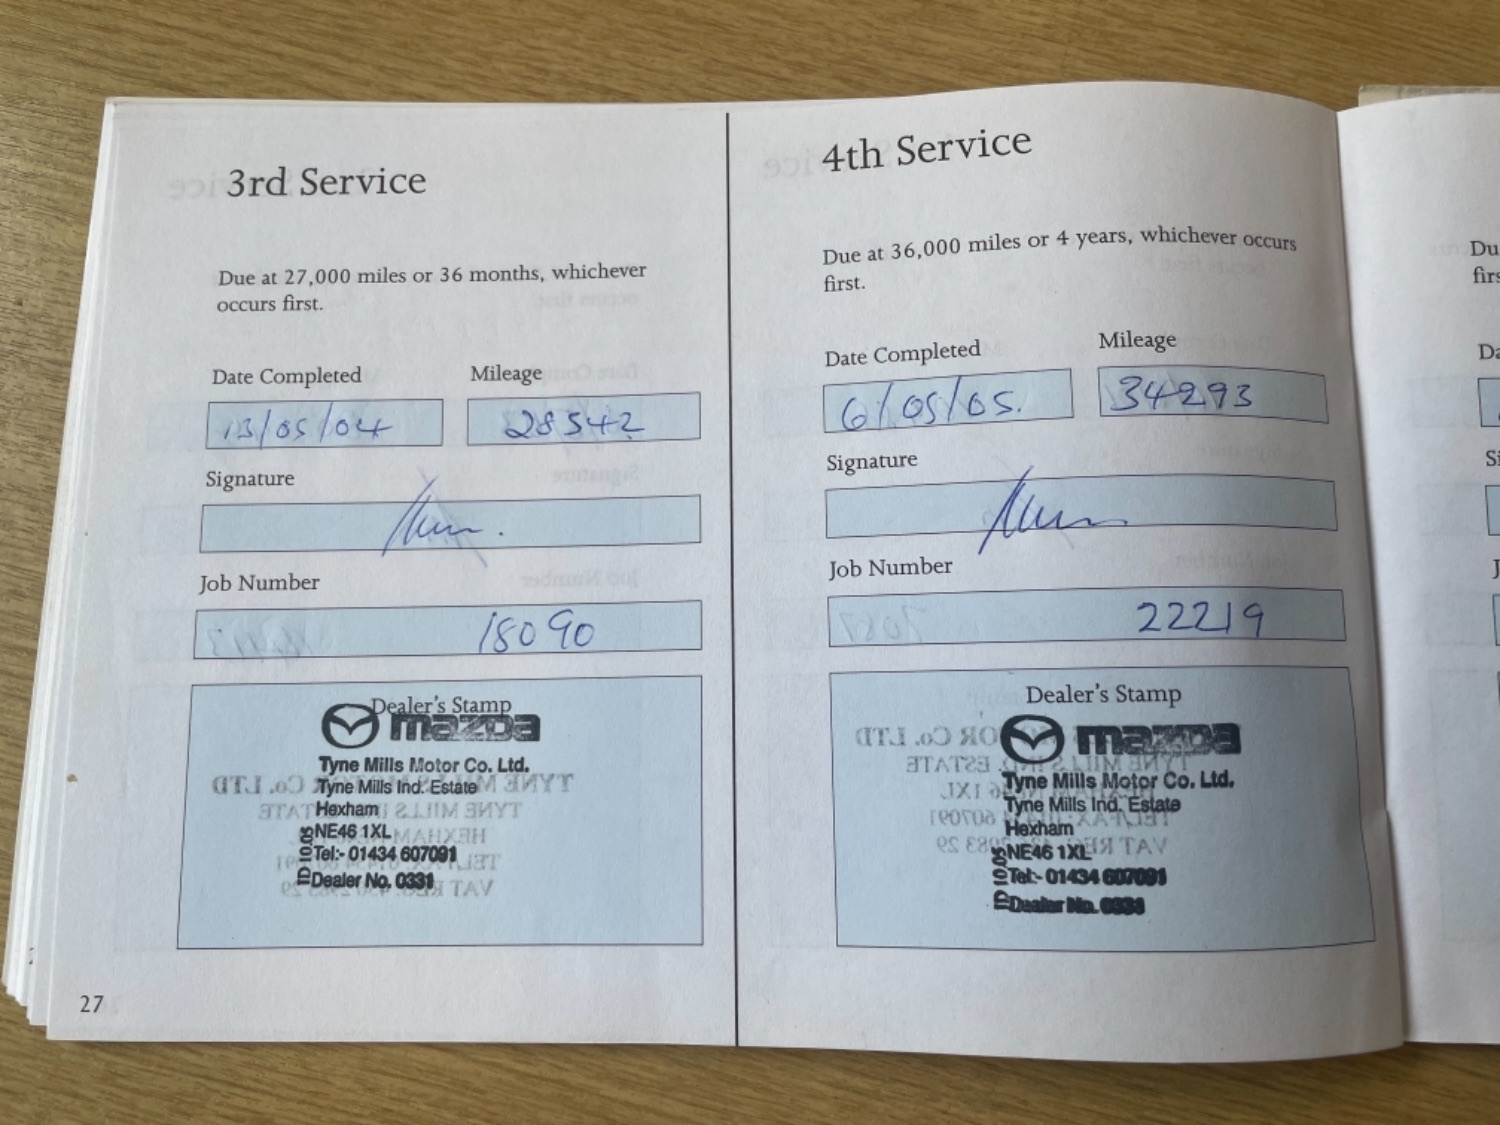 3rd Service
Due at 27,000 miles or 36 months, whichever
occurs first.
Date Completed
Mileage
13/05/04
28542
Signature
Job Number
18090
Dealer's Stamp
mazda
Tyne Mills Motor Co. Ltd.
Tyne Mills Ind. Estate
Hexham
NE46 1XL
Tel:- 01434 607091
Dealer No. 0331
27
4th Service
Due at 36,000 miles or 4 years, whichever occurs
first.
Date Completed
Mileage
6/05/05.
34293
Signature
Job Number
22219
Dealer's Stamp
mazda
Tyne Mills Motor Co. Ltd.
Tyne Mills Ind. Estate
Hexham
NE46 1XL
Tel:- 01434 607091
Dealer No. 0331